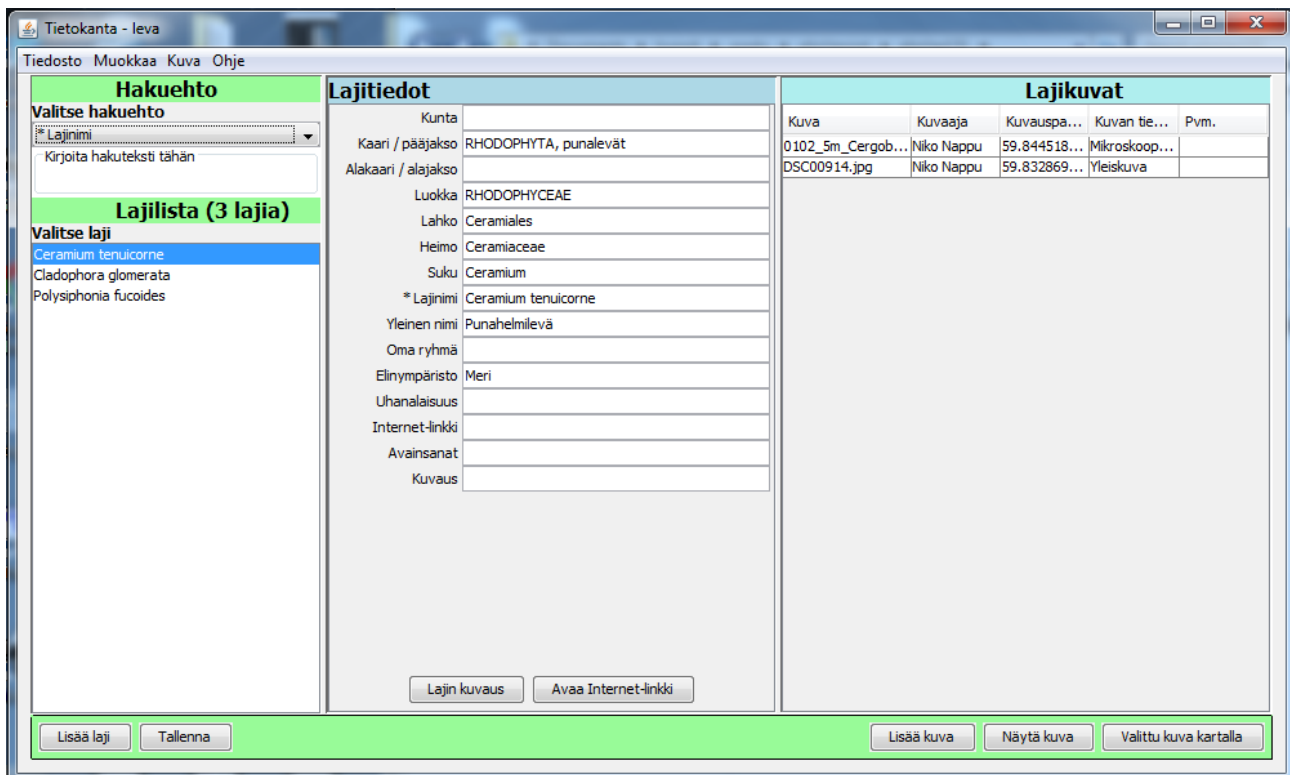 Tietokanta - leva
Tiedosto Muokkaa Kuva Ohje
Hakuehto
Valitse hakuehto
* Lajinimi
Kirjoita hakuteksti tähän
Lajilista (3 lajia)
Valitse laji
Ceramium tenuicorne
Cladophora glomerata
Polysiphonia fucoides
Lajitiedot
Kunta
Kaari / pääjakso RHODOPHYTA, punalevät
Alakaari / alajakso
Luokka RHODOPHYCEAE
Lahko Ceramiales
Heimo Ceramiaceae
Suku Ceramium
* Lajinimi Ceramium tenuicorne
Yleinen nimi Punahelmilevä
Oma ryhmä
Elinympäristo Meri
Uhanalaisuus
Internet-linkki
Avainsanat
Kuvaus
Lajin kuvaus Avaa Internet-linkki
Lajikuvat
Kuva Kuvaaja Kuvauspa... Kuvan tie... Pvm.
0102_5m_Cergob... Niko Nappu 59.844518... Mikroskoop...
DSC00914.jpg Niko Nappu 59.832869... Yleiskuva
Lisää laji Tallenna Lisää kuva Näytä kuva Valittu kuva kartalla